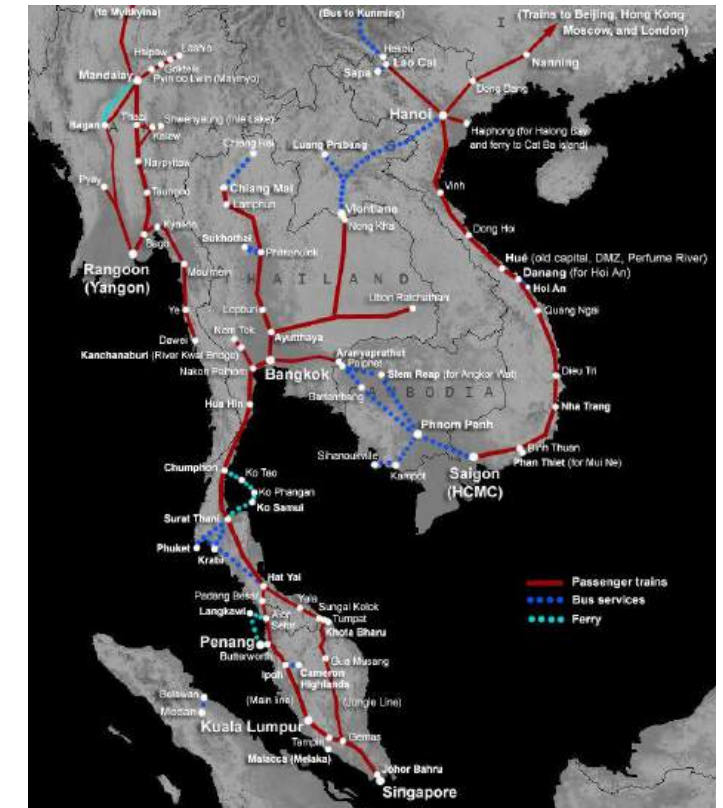 (to Myitkyina)
(Bus to Kunming)
C
I
(Trains to Beijing, Hong Kong
Moscow, and London)
Hekou
Lao Cai
Sapa
Nanning
Dong Dang
Lashio
Hsipaw
Gokteik
Mandalay
Pyin oo Lwin (Maymyo)
Hanoi
Haiphong (for Halong Bay
and ferry to Cat Ba island)
Bagan
Thazi
Shwenyaung (Inle Lake)
Kalaw
Naypyitaw
Chiang Rai
Luang Prabang
Pyay
Taungoo
Chiang Mai
Lamphun
Vinh
Vientiane
Nong Khai
Kyaikto
Bago
Dong Hoi
Rangoon
(Yangon)
Sukhothai
Phitsanulok
Moulmein
Hué (old capital, DMZ, Perfume River)
Danang (for Hoi An)
Hoi An
THAILAND
Ye
Lopburi
Ubon Ratchathani
Quang Ngai
Dawei
Nam Tok
Ayutthaya
Kanchanaburi (River Kwai Bridge)
Aranyaprathet
Poiphet
Nakon Pathom
Bangkok
Siem Reap (for Angkor Wat)
Dieu Tri
Battambang
CAMBODIA
Hua Hin
Nha Trang
Phnom Penh
Binh Thuan
Phan Thiet (for Mui Ne)
Sihanoukville
Kampot
Saigon
(HCMC)
Chumphon
Ko Tao
Ko Phangan
Ko Samui
Surat Thani
Phuket
Krabi
Hat Yai
Passenger trains
Bus services
Ferry
Padang Besar
Yala
Sungai Kolok
Tumpat
Khota Bharu
Langkawi
Alor
Setar
Penang
Butterworth
Gua Musang
Ipoh
Cameron
Highlands
Belawan
Medan
(Main line)
(Jungle Line)
Kuala Lumpur
Tampin
Gemas
Malacca (Melaka)
Johor Bahru
Singapore